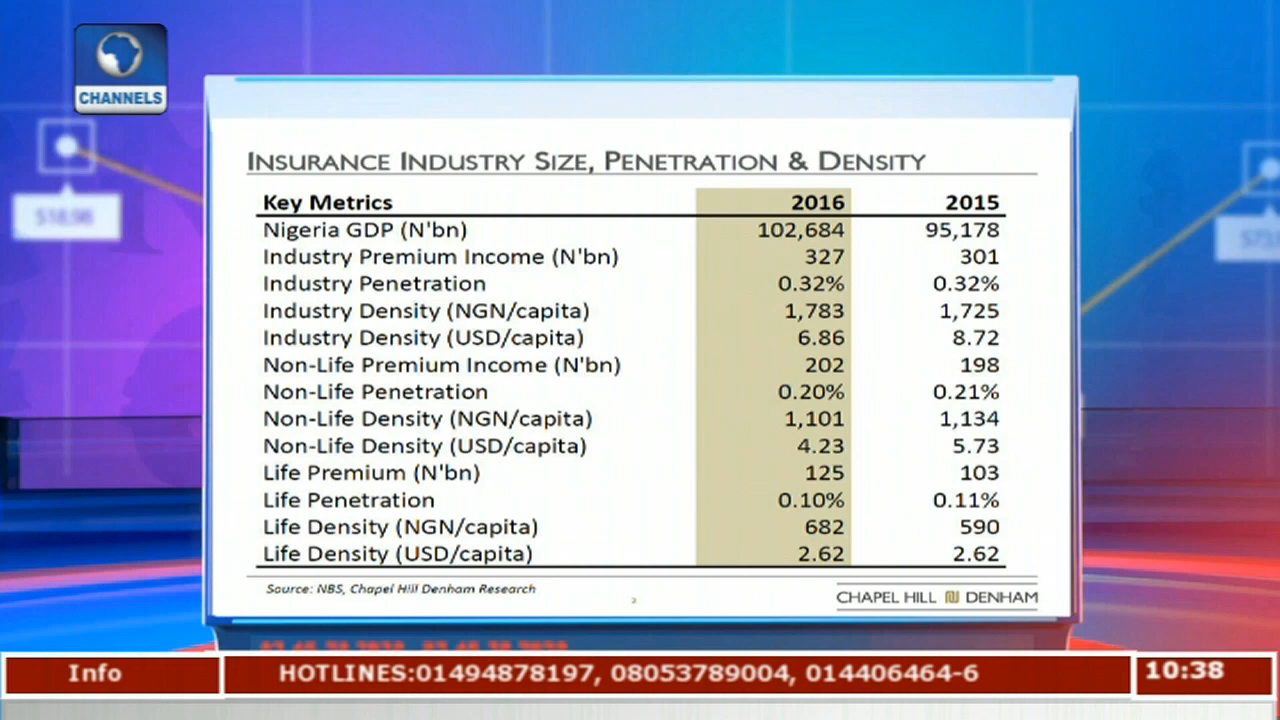 CHANNELS
INSURANCE INDUSTRY SIZE, PENETRATION & DENSITY
Key Metrics 2016 2015
Nigeria GDP (N'bn) 102,684 95,178
Industry Premium Income (N'bn) 327 301
Industry Penetration 0.32% 0.32%
Industry Density (NGN/capita) 1,783 1,725
Industry Density (USD/capita) 6.86 8.72
Non-Life Premium Income (N'bn) 202 198
Non-Life Penetration 0.20% 0.21%
Non-Life Density (NGN/capita) 1,101 1,134
Non-Life Density (USD/capita) 4.23 5.73
Life Premium (N'bn) 125 103
Life Penetration 0.10% 0.11%
Life Density (NGN/capita) 682 590
Life Density (USD/capita) 2.62 2.62
Source: NBS, Chapel Hill Denham Research
CHAPEL HILL DENHAM
Info HOTLINES:01494878197, 08053789004, 014406464-6 10:38